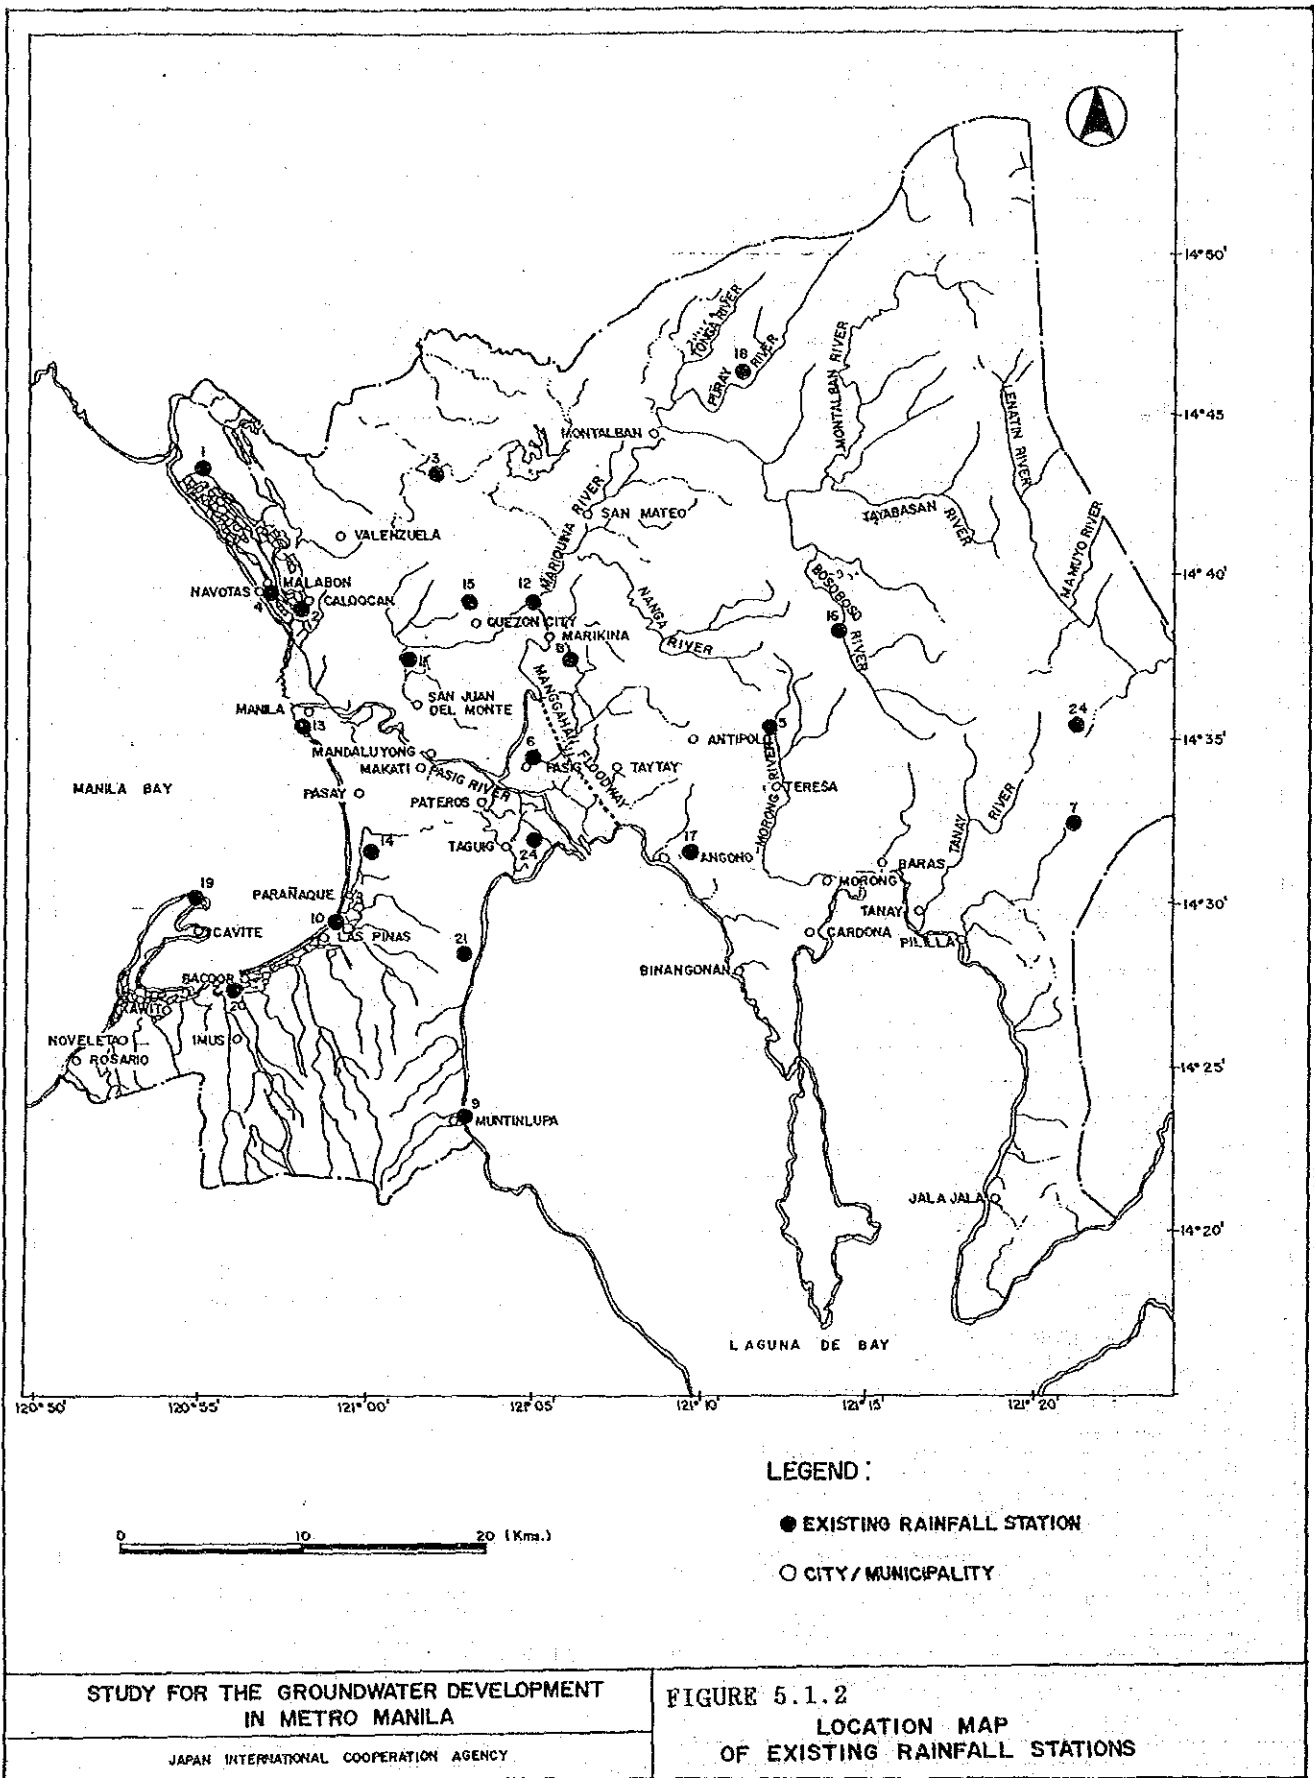 14°50'
TONGA RIVER
18
PURAY RIVER
MONTALBAN RIVER
LENATIN RIVER
14°45'
MONTALBAN
1
3
MARIQUINA RIVER
SAN MATEO
TAYABASAN RIVER
VALENZUELA
MAMUYO RIVER
14°40'
MALABON
NAVOTAS
4
2
CALOOCAN
15
12
QUEZON CITY
MARIKINA
NANGA RIVER
BOSOBOSO RIVER
16
8
SAN JUAN
DEL MONTE
MANGGAHAN FLOODWAY
MANILA
13
24
5
ANTIPOLO
14°35'
MANDALUYONG
MAKATI
6
PASIG
TAYTAY
PASIG RIVER
MANILA BAY
PASAY
PATEROS
TERESA
MORONG RIVER
TANAY RIVER
7
14
TAGUIG
24
17
ANGONO
BARAS
MORONG
19
PARAÑAQUE
TANAY
14°30'
10
CAVITE
LAS PIÑAS
CARDONA
PILILLA
21
BACOOR
BINANGONAN
KAWIT
20
NOVELETA
IMUS
ROSARIO
14°25'
9
MUNTINLUPA
JALA JALA
14°20'
LAGUNA DE BAY
120°50'
120°55'
121°00'
121°05'
121°10'
121°15'
121°20'
LEGEND:
EXISTING RAINFALL STATION
CITY/MUNICIPALITY
0 10 20 (Kms.)
STUDY FOR THE GROUNDWATER DEVELOPMENT
IN METRO MANILA
JAPAN INTERNATIONAL COOPERATION AGENCY
FIGURE 5.1.2
LOCATION MAP
OF EXISTING RAINFALL STATIONS